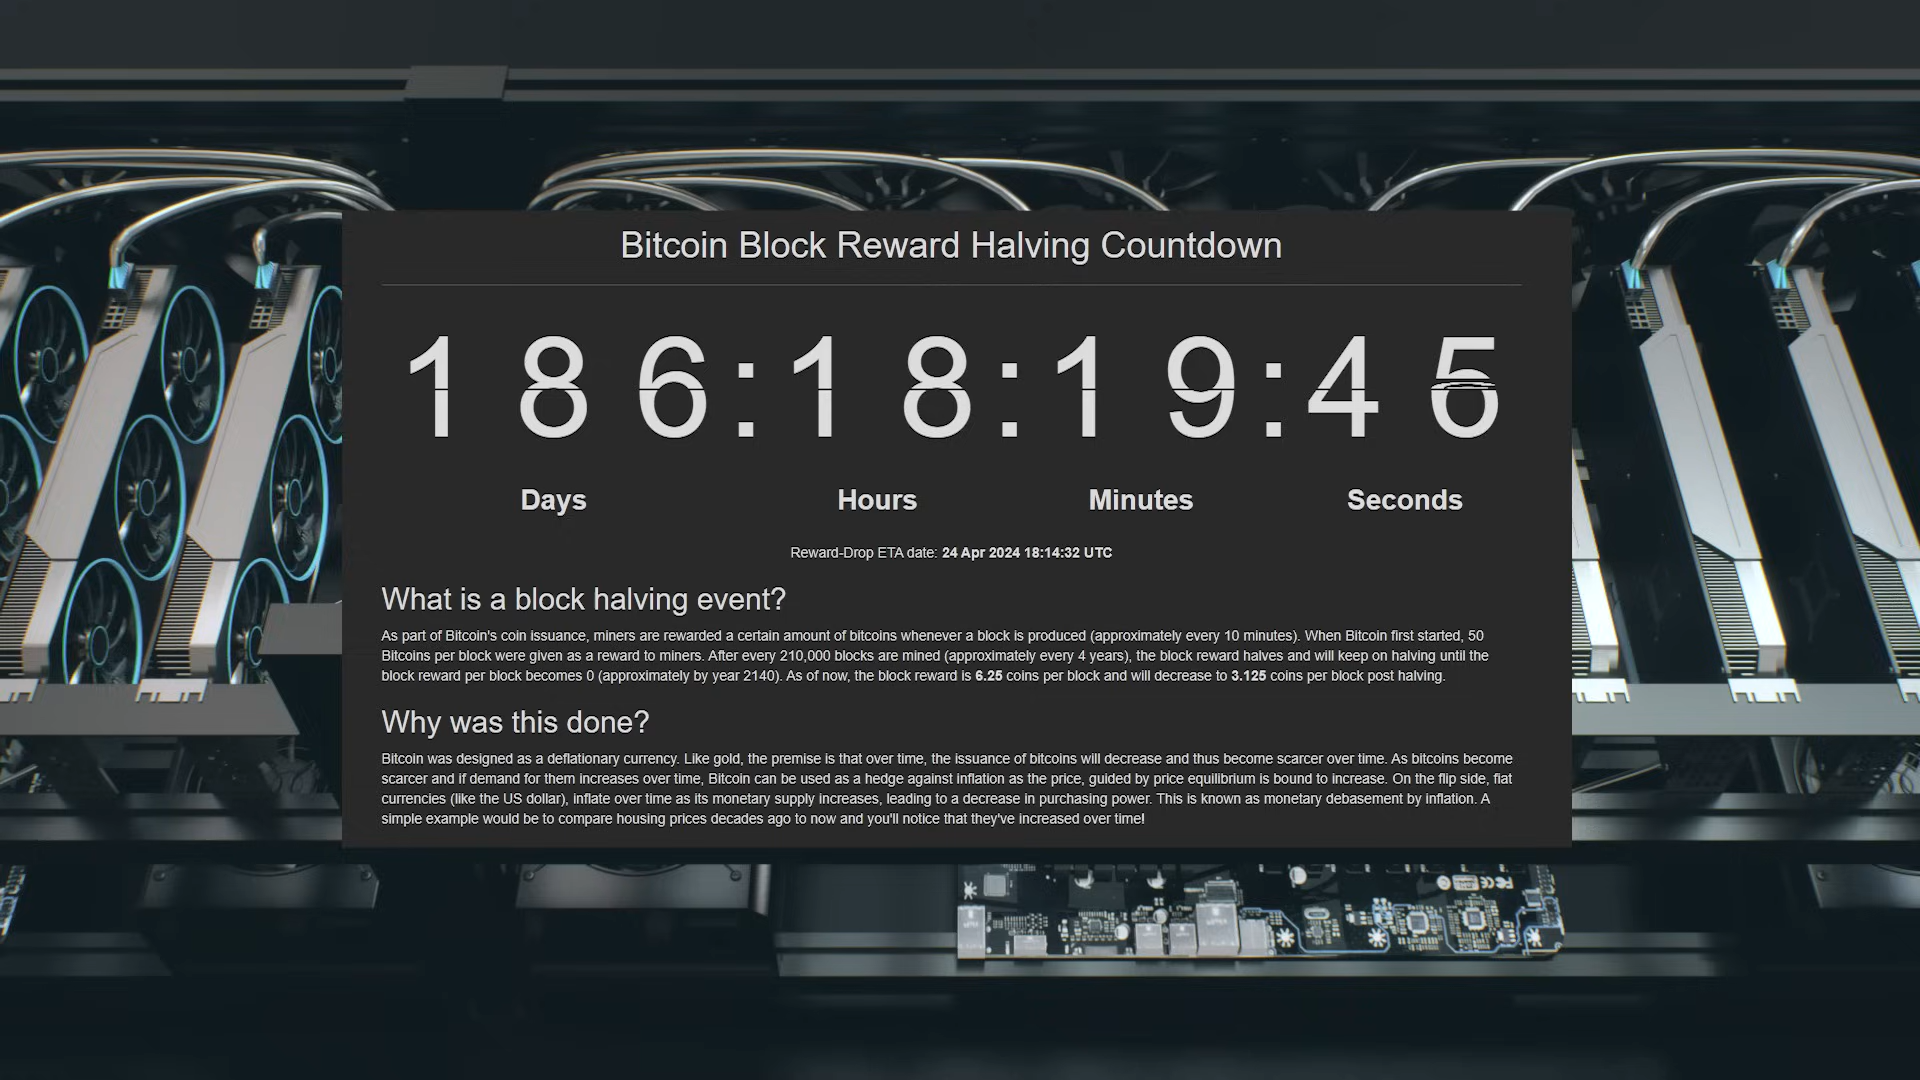 Bitcoin Block Reward Halving Countdown
186:18:19:4
Days Hours Minutes Seconds
Reward-Drop ETA date: 24 Apr 2024 18:14:32 UTC
What is a block halving event?
As part of Bitcoin's coin issuance, miners are rewarded a certain amount of bitcoins whenever a block is produced (approximately every 10 minutes). When Bitcoin first started, 50
Bitcoins per block were given as a reward to miners. After every 210,000 blocks are mined (approximately every 4 years), the block reward halves and will keep on halving until the
block reward per block becomes 0 (approximately by year 2140). As of now, the block reward is 6.25 coins per block and will decrease to 3.125 coins per block post halving.
Why was this done?
Bitcoin was designed as a deflationary currency. Like gold, the premise is that over time, the issuance of bitcoins will decrease and thus become scarcer over time. As bitcoins become
scarcer and if demand for them increases over time, Bitcoin can be used as a hedge against inflation as the price, guided by price equilibrium is bound to increase. On the flip side, fiat
currencies (like the US dollar), inflate over time as its monetary supply increases, leading to a decrease in purchasing power. This is known as monetary debasement by inflation. A
simple example would be to compare housing prices decades ago to now and you'll notice that they've increased over time!